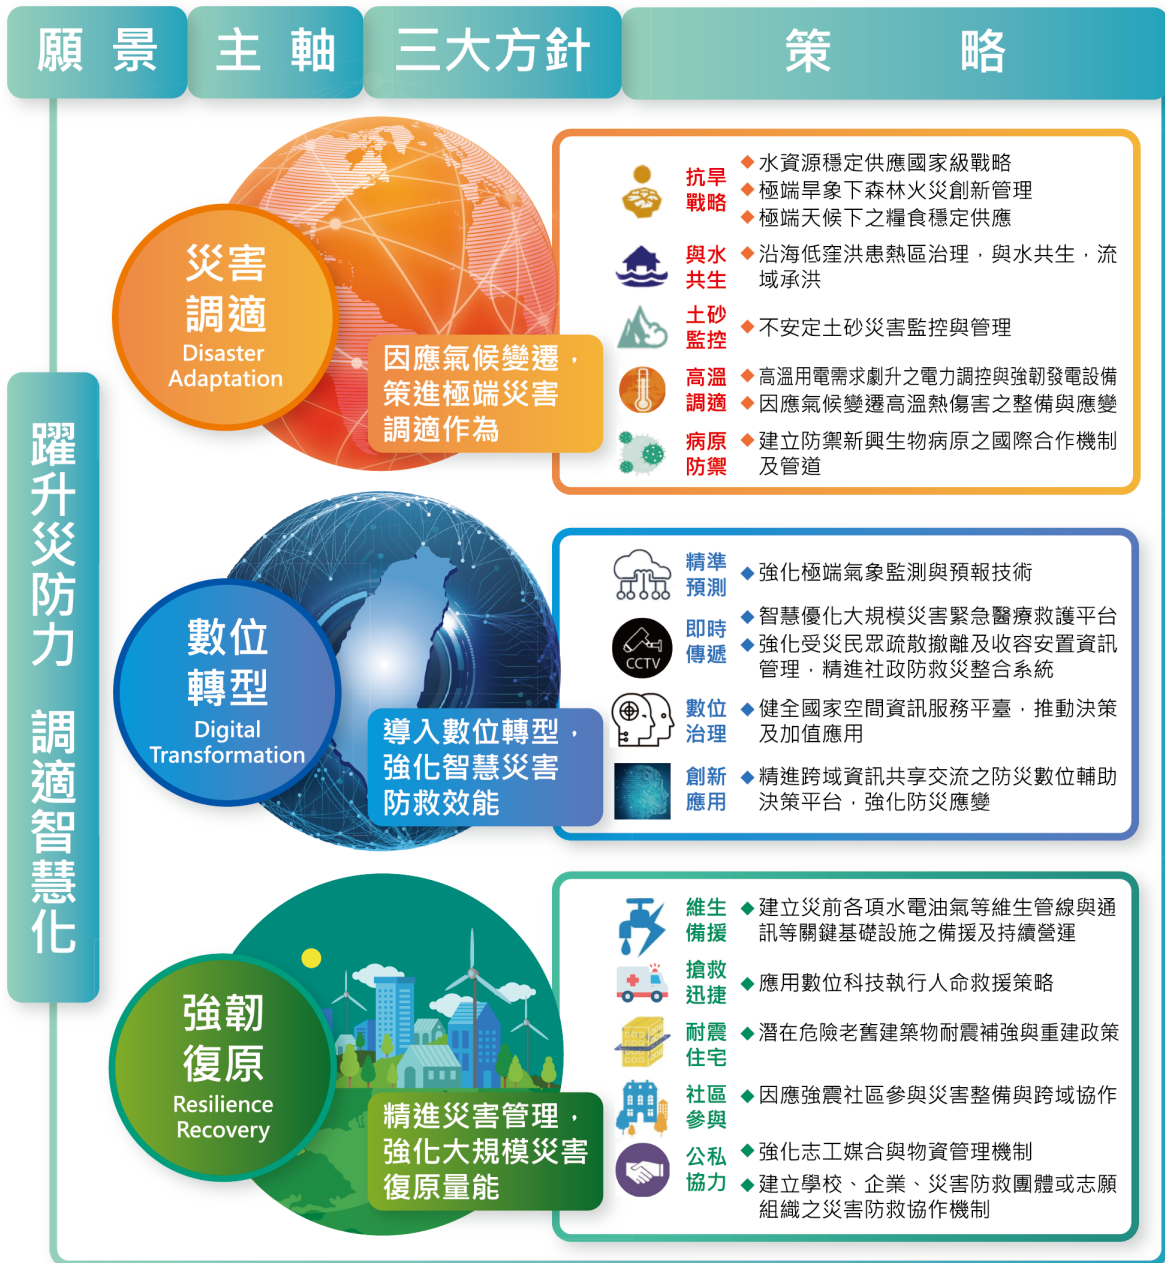 願景
主軸
三大方針
策略
躍升災防力 調適智慧化
災害
調適
Disaster
Adaptation
因應氣候變遷，
策進極端災害
調適作為
抗旱
戰略
◆水資源穩定供應國家級戰略
◆極端旱象下森林火災創新管理
◆極端天候下之糧食穩定供應
與水
共生
◆沿海低窪洪患熱區治理，與水共生，流
域承洪
土砂
監控
◆不安定土砂災害監控與管理
高溫
調適
◆高溫用電需求劇升之電力調控與強韌發電設備
◆因應氣候變遷高溫熱傷害之整備與應變
病原
防禦
◆建立防禦新興生物病原之國際合作機制
及管道
數位
轉型
Digital
Transformation
導入數位轉型，
強化智慧災害
防救效能
精準
預測
◆強化極端氣象監測與預報技術
CCTV
即時
傳遞
◆智慧優化大規模災害緊急醫療救護平台
◆強化受災民眾疏散撤離及收容安置資訊
管理，精進社政防救災整合系統
數位
治理
◆健全國家空間資訊服務平臺，推動決策
及加值應用
創新
應用
◆精進跨域資訊共享交流之防災數位輔助
決策平台，強化防災應變
強韌
復原
Resilience
Recovery
精進災害管理，
強化大規模災害
復原量能
維生
備援
◆建立災前各項水電油氣等維生管線與通
訊等關鍵基礎設施之備援及持續營運
搶救
迅捷
◆應用數位科技執行人命救援策略
耐震
住宅
◆潛在危險老舊建築物耐震補強與重建政策
社區
參與
◆因應強震社區參與災害整備與跨域協作
公私
協力
◆強化志工媒合與物資管理機制
◆建立學校、企業、災害防救團體或志願
組織之災害防救協作機制